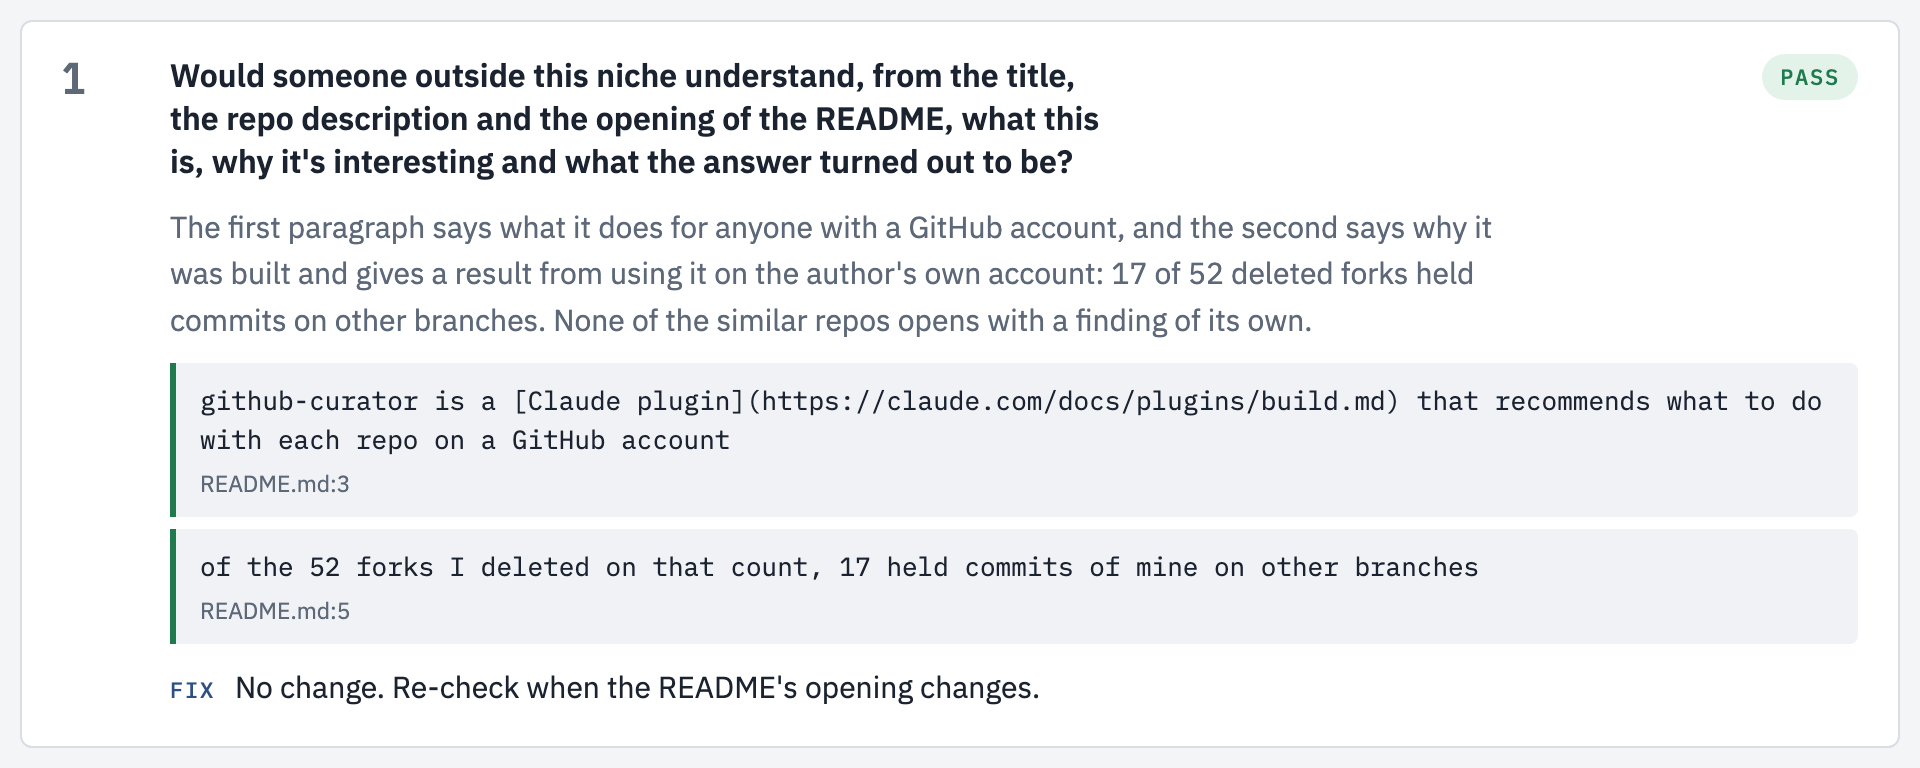 1
Would someone outside this niche understand, from the title,
the repo description and the opening of the README, what this
is, why it's interesting and what the answer turned out to be?
PASS
The first paragraph says what it does for anyone with a GitHub account, and the second says why it
was built and gives a result from using it on the author's own account: 17 of 52 deleted forks held
commits on other branches. None of the similar repos opens with a finding of its own.
github-curator is a [Claude plugin](https://claude.com/docs/plugins/build.md) that recommends what to do
with each repo on a GitHub account
README.md:3
of the 52 forks I deleted on that count, 17 held commits of mine on other branches
README.md:5
FIX No change. Re-check when the README's opening changes.